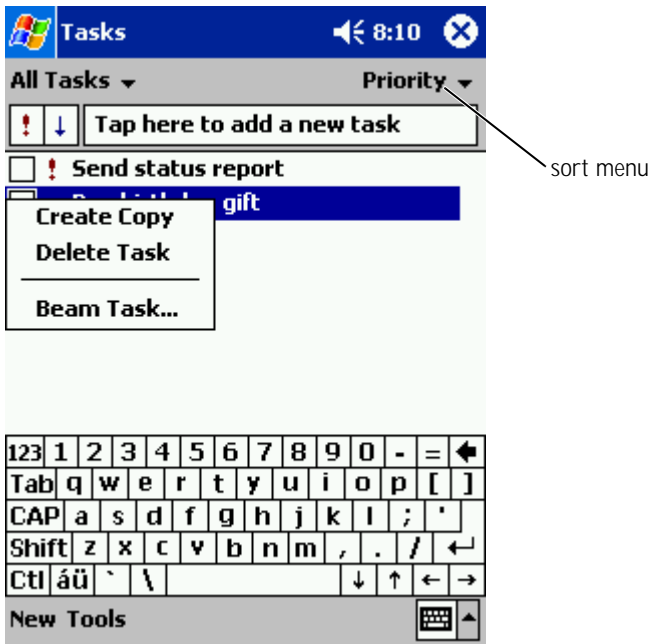 Tasks 8:10
All Tasks Priority
sort menu
! ↓ Tap here to add a new task
! Send status report
gift
Create Copy
Delete Task
Beam Task...
123 1 2 3 4 5 6 7 8 9 0 - =
Tab q w e r t y u i o p [ ]
CAP a s d f g h j k l ; '
Shift z x c v b n m , . /
Ctl áü ` \ ↓ ↑ ← →
New Tools